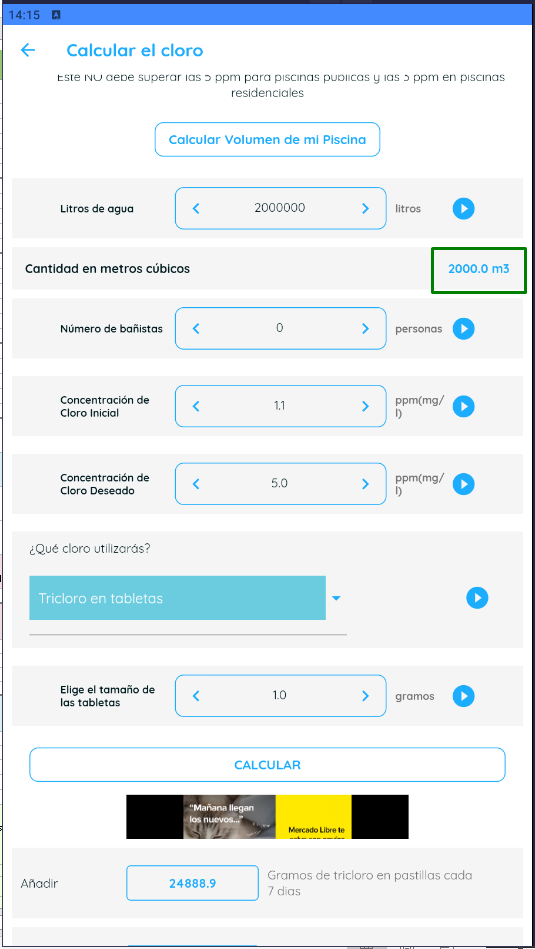 14:15
Calcular el cloro
Este NO debe superar las 5 ppm para piscinas públicas y las 3 ppm en piscinas
residenciales
Calcular Volumen de mi Piscina
Litros de agua
2000000
litros
Cantidad en metros cúbicos
2000.0 m3
Número de bañistas
0
personas
Concentración de
Cloro Inicial
1.1
ppm(mg/
l)
Concentración de
Cloro Deseado
5.0
ppm(mg/
l)
¿Qué cloro utilizarás?
Tricloro en tabletas
Elige el tamaño de
las tabletas
1.0
gramos
CALCULAR
"Mañana llegan
los nuevos..."
Mercado Libre te
Añadir
24888.9
Gramos de tricloro en pastillas cada
7 dias